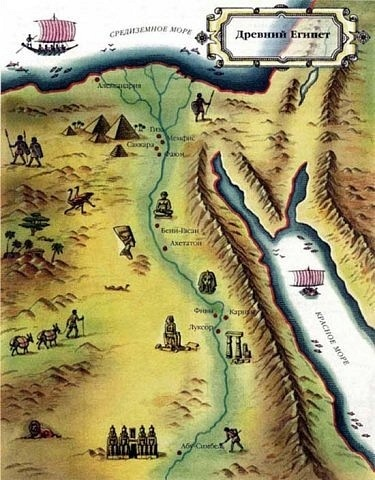 СРЕДИЗЕМНОЕ МОРЕ
Древний Египет
Александрия
Гиза
Мемфис
Саккара
Фаюм
Бени-Гасан
Ахетатон
Фивы
Карнак
Луксор
КРАСНОЕ МОРЕ
Абу-Симбел